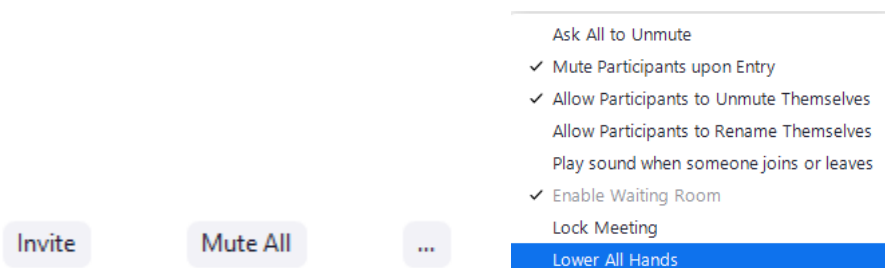 Ask All to Unmute
✓ Mute Participants upon Entry
✓ Allow Participants to Unmute Themselves
Allow Participants to Rename Themselves
Play sound when someone joins or leaves
✓ Enable Waiting Room
Lock Meeting
Lower All Hands
Invite
Mute All
...